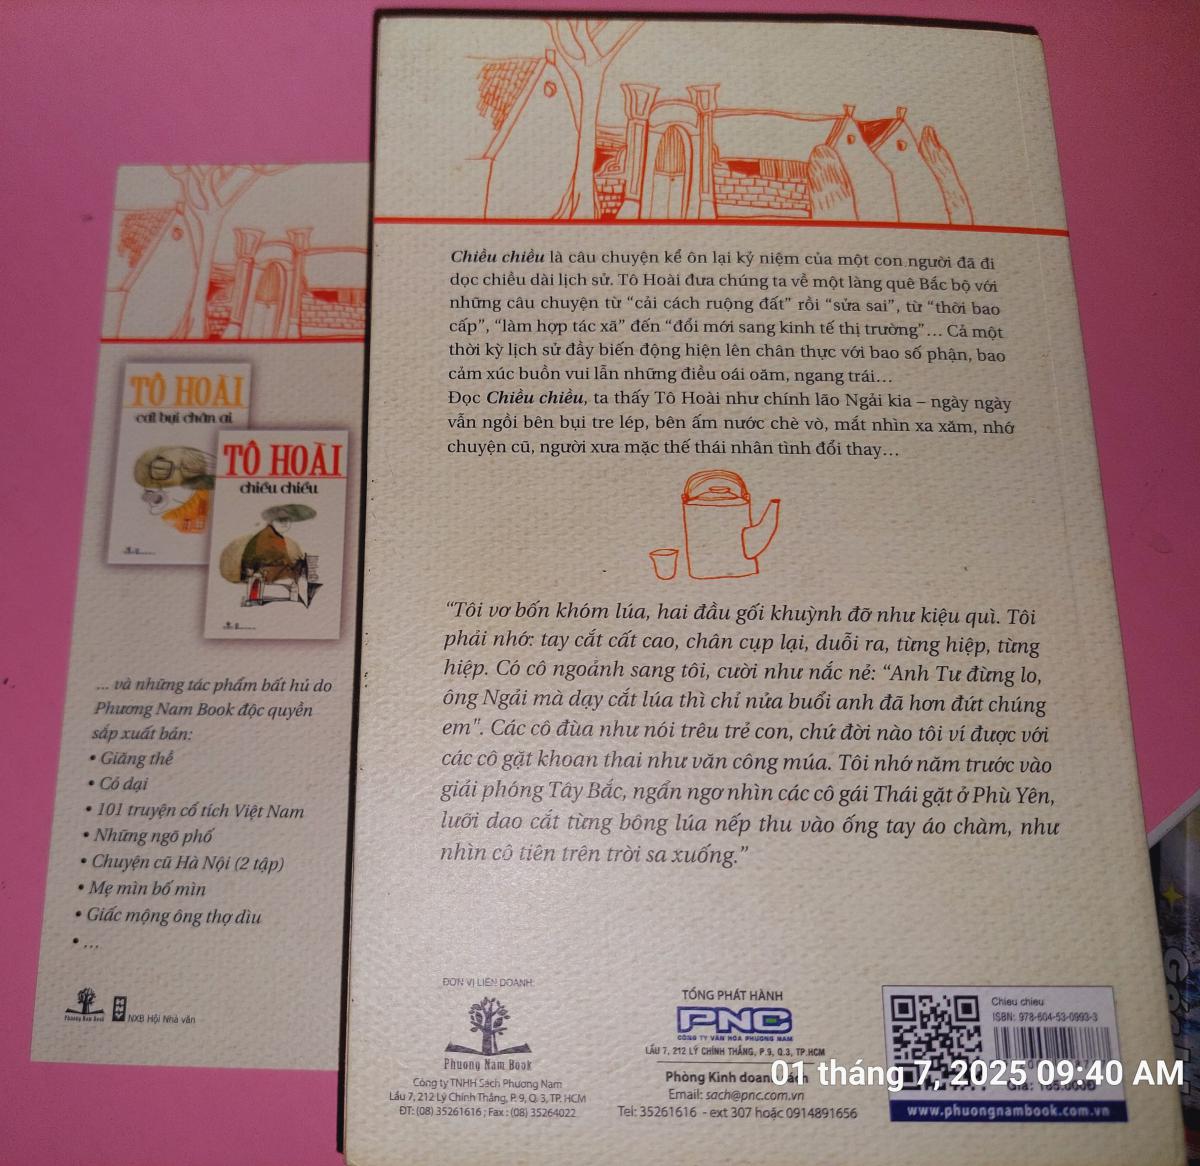 TÔ HOÀI
cát bụi chân ai
TÔ HOÀI
chiều chiều
... và những tác phẩm bất hủ do
Phương Nam Book độc quyền
sắp xuất bản:
• Giăng thề
• Cỏ dại
• 101 truyện cổ tích Việt Nam
• Những ngõ phố
• Chuyện cũ Hà Nội (2 tập)
• Mẹ mìn bố mìn
• Giấc mộng ông thợ dìu
• ...
Phuong Nam Book
NXB Hội Nhà văn
Chiều chiều là câu chuyện kể ôn lại kỷ niệm của một con người đã đi
dọc chiều dài lịch sử. Tô Hoài đưa chúng ta về một làng quê Bắc bộ với
những câu chuyện từ “cải cách ruộng đất” rồi “sửa sai”, từ “thời bao
cấp”, “làm hợp tác xã” đến “đổi mới sang kinh tế thị trường”… Cả một
thời kỳ lịch sử đầy biến động hiện lên chân thực với bao số phận, bao
cảm xúc buồn vui lẫn những điều oái oăm, ngang trái…
Đọc Chiều chiều, ta thấy Tô Hoài như chính lão Ngải kia – ngày ngày
vẫn ngồi bên bụi tre lép, bên ấm nước chè vò, mắt nhìn xa xăm, nhớ
chuyện cũ, người xưa mặc thế thái nhân tình đổi thay…
“Tôi vơ bốn khóm lúa, hai đầu gối khuỳnh đỡ như kiệu quì. Tôi
phải nhớ: tay cắt cất cao, chân cụp lại, duỗi ra, từng hiệp, từng
hiệp. Có cô ngoảnh sang tôi, cười như nắc nẻ: “Anh Tư đừng lo,
ông Ngải mà dạy cắt lúa thì chỉ nửa buổi anh đã hơn đứt chúng
em". Các cô đùa như nói trêu trẻ con, chứ đời nào tôi ví được với
các cô gặt khoan thai như văn công múa. Tôi nhớ năm trước vào
giải phóng Tây Bắc, ngẩn ngơ nhìn các cô gái Thái gặt ở Phù Yên,
lưỡi dao cắt từng bông lúa nếp thu vào ống tay áo chàm, như
nhìn cô tiên trên trời sa xuống.”
ĐƠN VỊ LIÊN DOANH:
Phuong Nam Book
Công ty TNHH Sách Phương Nam
Lầu 7, 212 Lý Chính Thắng, P. 9, Q. 3, TP. HCM
ĐT: (08) 35261616 ; Fax : (08) 35264022
TỔNG PHÁT HÀNH
PNC
CÔNG TY VĂN HÓA PHƯƠNG NAM
LẦU 7, 212 LÝ CHÍNH THẮNG, P.9, Q.3, TP.HCM
Phòng Kinh doanh sách
Email: sach@pnc.com.vn
Tel: 35261616 - ext 307 hoặc 0914891656
Chieu chieu
ISBN: 978-604-53-0993-3
Giá:
www.phuongnambook.com.vn
01 tháng 7, 2025 09:40 AM